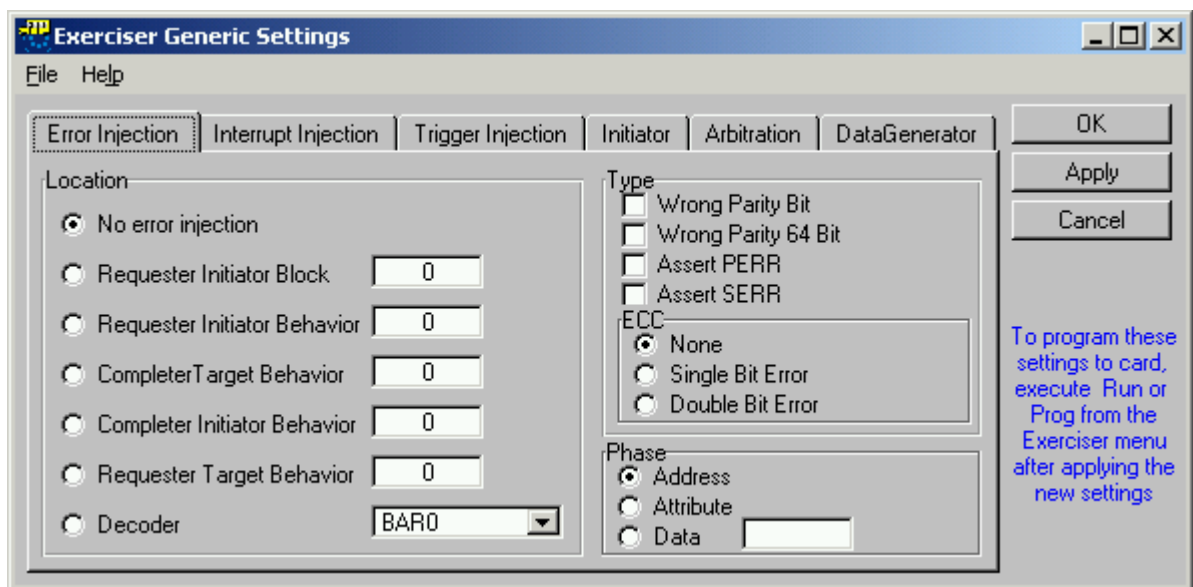 Exerciser Generic Settings
File Help
Error Injection
Interrupt Injection
Trigger Injection
Initiator
Arbitration
DataGenerator
Location
No error injection
Requester Initiator Block 0
Requester Initiator Behavior 0
CompleterTarget Behavior 0
Completer Initiator Behavior 0
Requester Target Behavior 0
Decoder BAR0
Type
Wrong Parity Bit
Wrong Parity 64 Bit
Assert PERR
Assert SERR
ECC
None
Single Bit Error
Double Bit Error
Phase
Address
Attribute
Data
OK
Apply
Cancel
To program these
settings to card,
execute Run or
Prog from the
Exerciser menu
after applying the
new settings